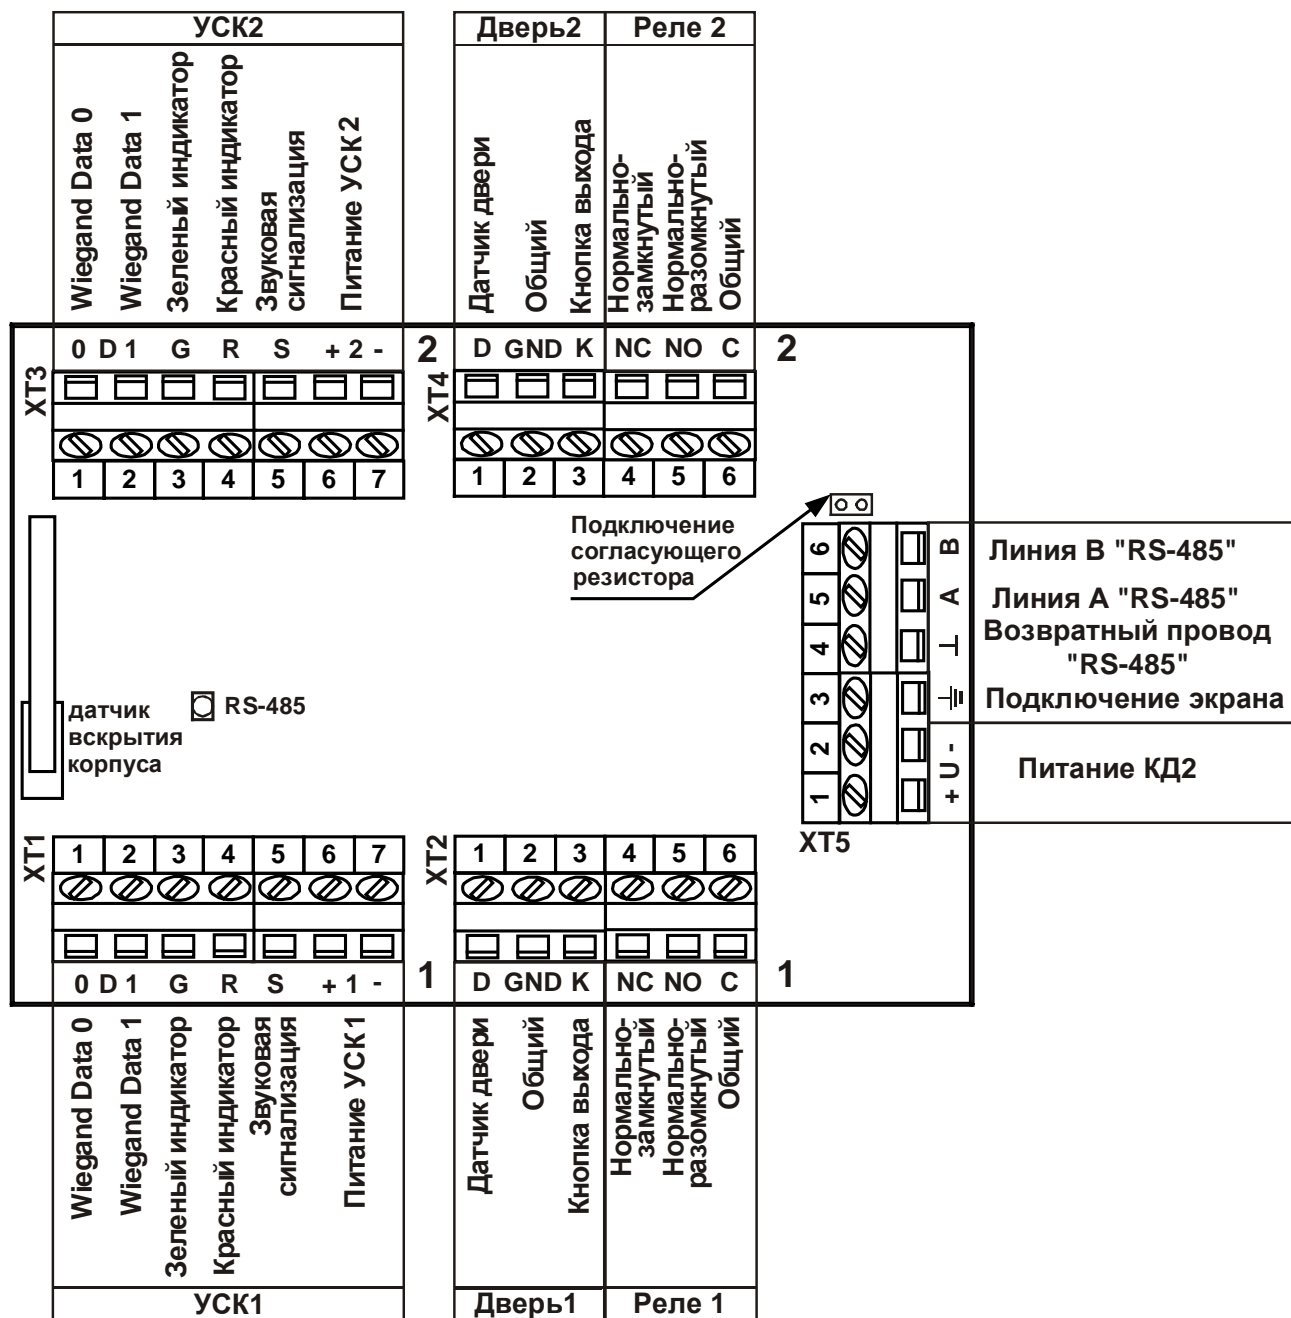 УСК2
Дверь2
Реле 2
Wiegand Data 0
Wiegand Data 1
Зеленый индикатор
Красный индикатор
Звуковая
сигнализация
Питание УСК2
Датчик двери
Общий
Кнопка выхода
Нормально-
замкнутый
Нормально-
разомкнутый
Общий
0 D 1 G R S + 2 -
2
D GND K NC NO C
2
XT3
XT4
1 2 3 4 5 6 7
1 2 3 4 5 6
Подключение
согласующего
резистора
6 B Линия В "RS-485"
5 A Линия А "RS-485"
4 ⊥ Возвратный провод
"RS-485"
3 Подключение экрана
2 1
+ U -
Питание КД2
XT5
датчик
вскрытия
корпуса
RS-485
XT1
XT2
1 2 3 4 5 6 7
1 2 3 4 5 6
0 D 1 G R S + 1 -
1
D GND K NC NO C
1
Wiegand Data 0
Wiegand Data 1
Зеленый индикатор
Красный индикатор
Звуковая
сигнализация
Питание УСК1
Датчик двери
Общий
Кнопка выхода
Нормально-
замкнутый
Нормально-
разомкнутый
Общий
УСК1
Дверь1
Реле 1